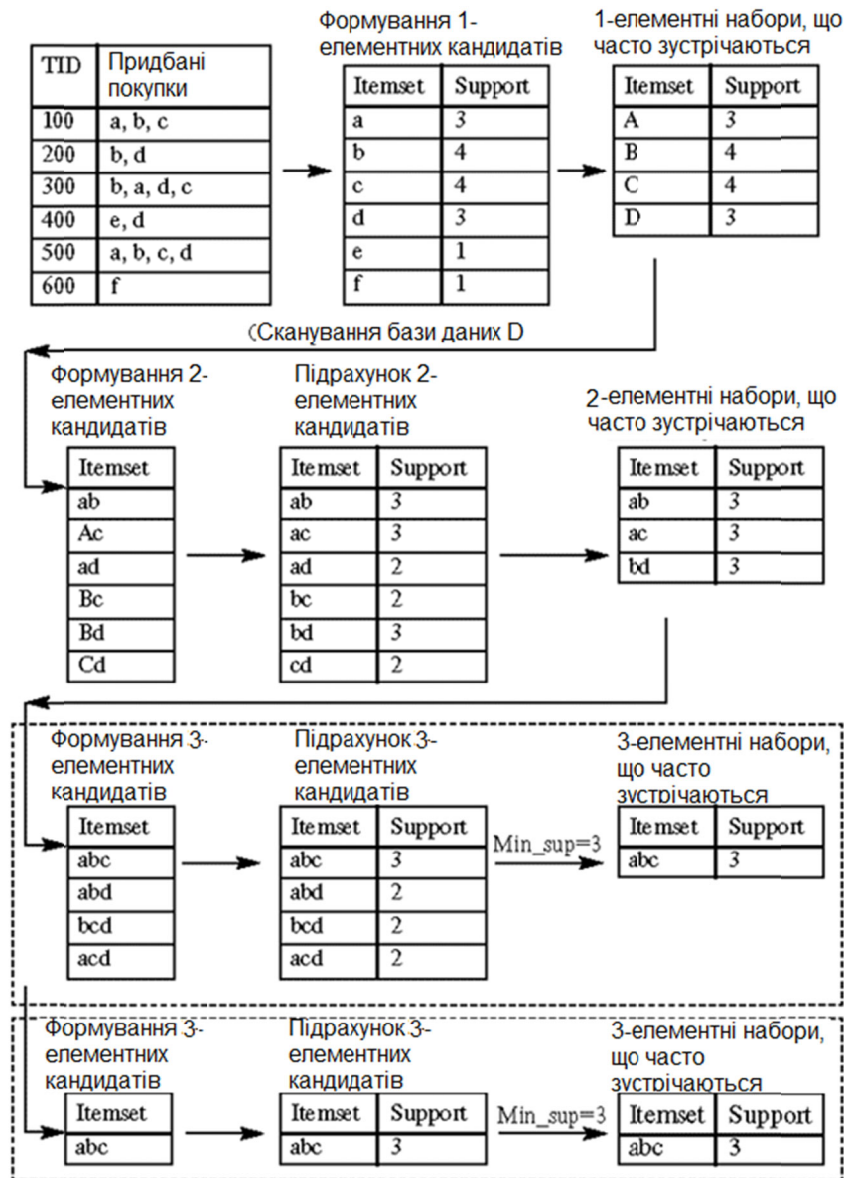 Формування 1-
елементних кандидатів
1-елементні набори, що
часто зустрічаються
TID Придбані
покупки
100 a, b, c
200 b, d
300 b, a, d, c
400 e, d
500 a, b, c, d
600 f
Itemset Support
a 3
b 4
c 4
d 3
e 1
f 1
Itemset Support
A 3
B 4
C 4
D 3
(Сканування бази даних D
Формування 2-
елементних
кандидатів
Підрахунок 2-
елементних
кандидатів
2-елементні набори, що
часто зустрічаються
Itemset
ab
Ac
ad
Bc
Bd
Cd
Itemset Support
ab 3
ac 3
ad 2
bc 2
bd 3
cd 2
Itemset Support
ab 3
ac 3
bd 3
Формування 3-
елементних
кандидатів
Підрахунок 3-
елементних
кандидатів
3-елементні набори,
що часто
зустрічаються
Itemset
abc
abd
bcd
acd
Itemset Support
abc 3
abd 2
bcd 2
acd 2
Min_sup=3
Itemset Support
abc 3
Формування 3-
елементних
кандидатів
Підрахунок 3-
елементних
кандидатів
3-елементні набори,
що часто
зустрічаються
Itemset
abc
Itemset Support
abc 3
Min_sup=3
Itemset Support
abc 3